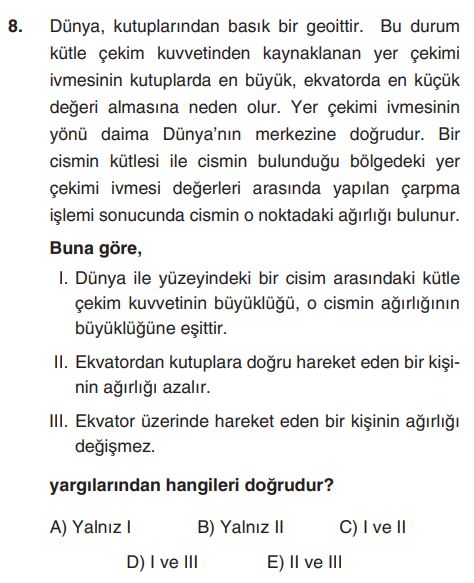 8. Dünya, kutuplarından basık bir geoittir. Bu durum
kütle çekim kuvvetinden kaynaklanan yer çekimi
ivmesinin kutuplarda en büyük, ekvatorda en küçük
değeri almasına neden olur. Yer çekimi ivmesinin
yönü daima Dünya’nın merkezine doğrudur. Bir
cismin kütlesi ile cismin bulunduğu bölgedeki yer
çekimi ivmesi değerleri arasında yapılan çarpma
işlemi sonucunda cismin o noktadaki ağırlığı bulunur.
Buna göre,
I. Dünya ile yüzeyindeki bir cisim arasındaki kütle
çekim kuvvetinin büyüklüğü, o cismin ağırlığının
büyüklüğüne eşittir.
II. Ekvatordan kutuplara doğru hareket eden bir kişi-
nin ağırlığı azalır.
III. Ekvator üzerinde hareket eden bir kişinin ağırlığı
değişmez.
yargılarından hangileri doğrudur?
A) Yalnız I B) Yalnız II C) I ve II
D) I ve III E) II ve III